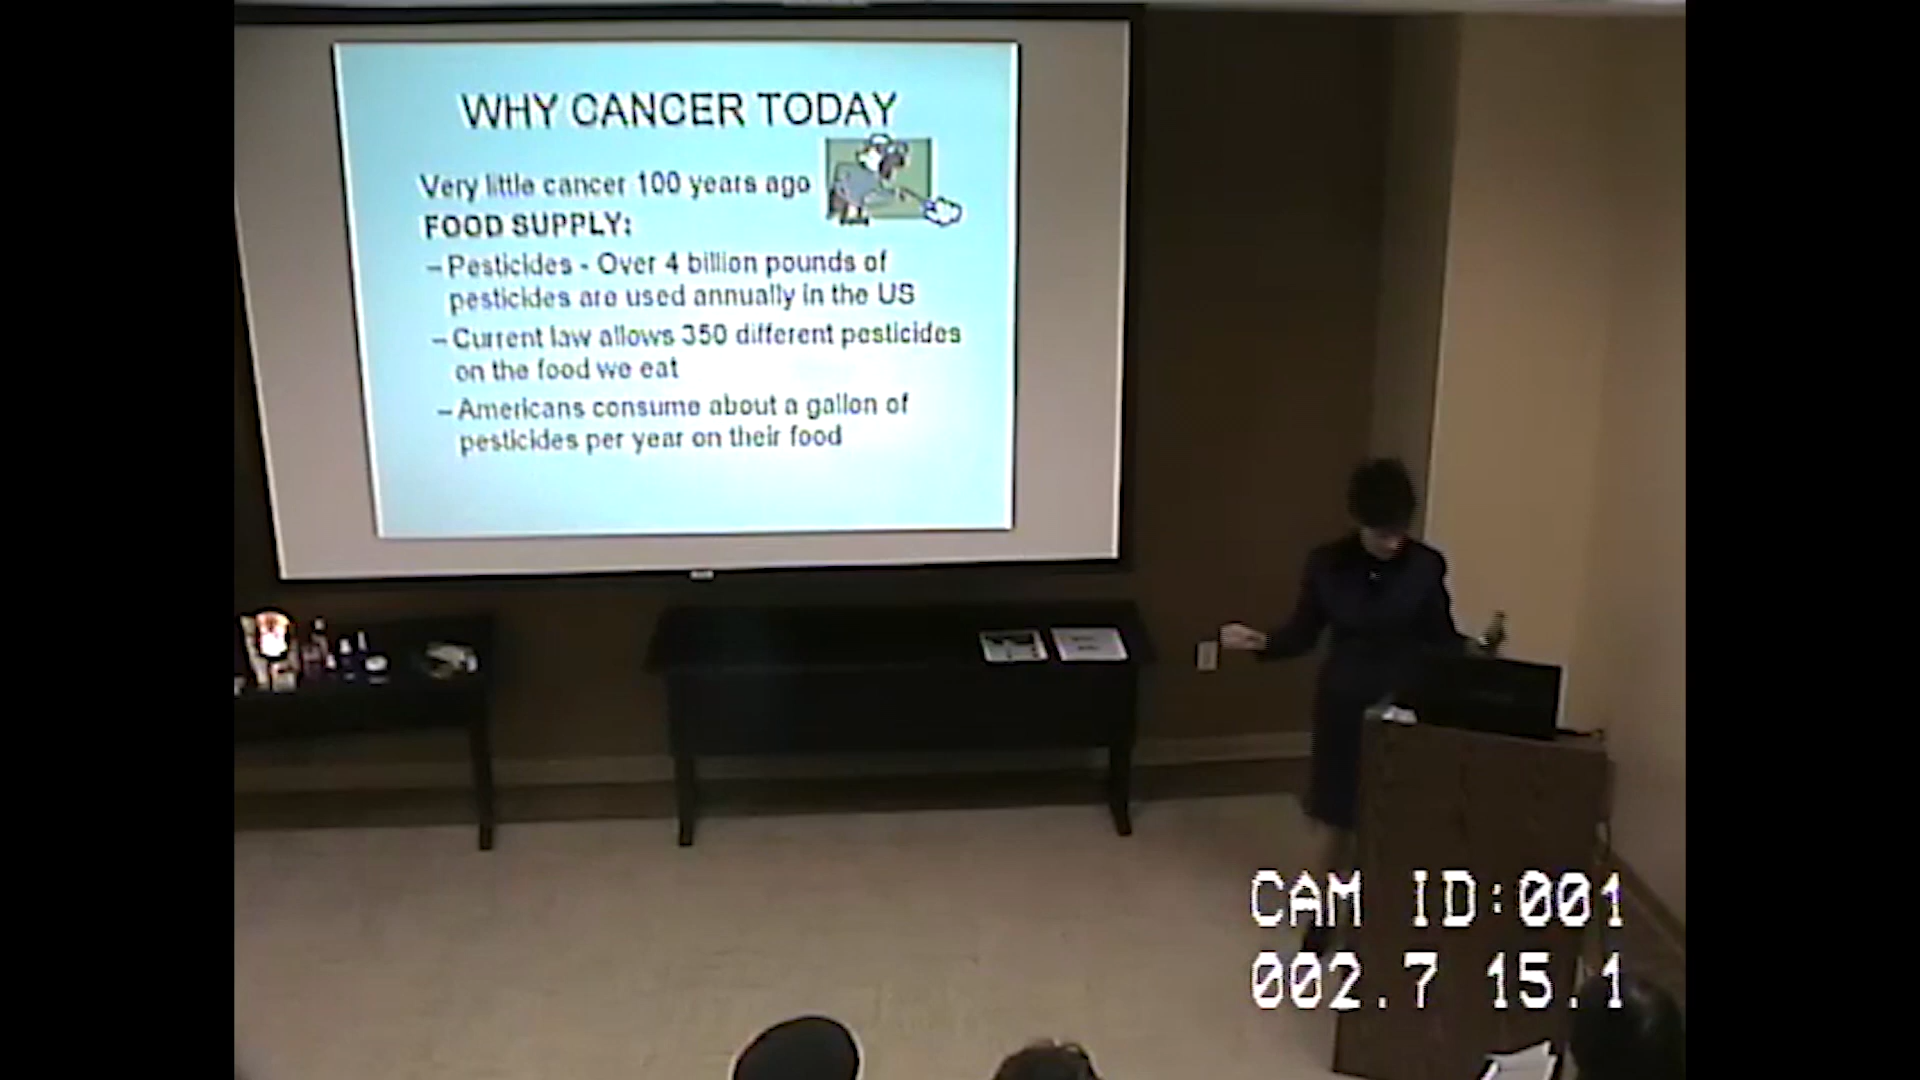 WHY CANCER TODAY
Very little cancer 100 years ago
FOOD SUPPLY:
– Pesticides - Over 4 billion pounds of
pesticides are used annually in the US
– Current law allows 350 different pesticides
on the food we eat
– Americans consume about a gallon of
pesticides per year on their food
CAM ID:001
002.7 15.1